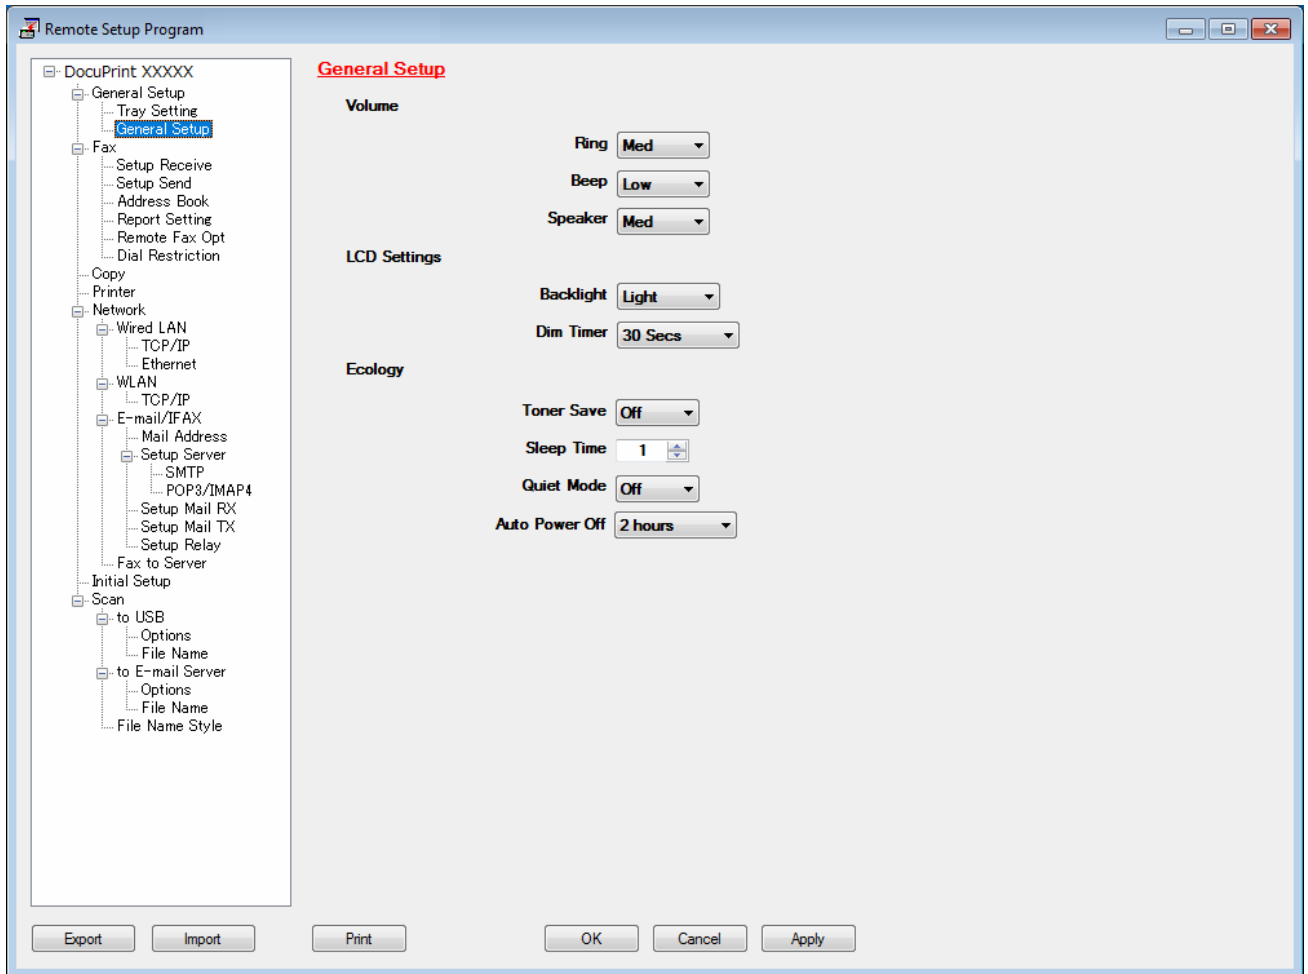 Remote Setup Program
DocuPrint XXXXX
General Setup
Tray Setting
General Setup
Fax
Setup Receive
Setup Send
Address Book
Report Setting
Remote Fax Opt
Dial Restriction
Copy
Printer
Network
Wired LAN
TCP/IP
Ethernet
WLAN
TCP/IP
E-mail/IFAX
Mail Address
Setup Server
SMTP
POP3/IMAP4
Setup Mail RX
Setup Mail TX
Setup Relay
Fax to Server
Initial Setup
Scan
to USB
Options
File Name
to E-mail Server
Options
File Name
File Name Style
General Setup
Volume
Ring Med
Beep Low
Speaker Med
LCD Settings
Backlight Light
Dim Timer 30 Secs
Ecology
Toner Save Off
Sleep Time 1
Quiet Mode Off
Auto Power Off 2 hours
Export Import Print OK Cancel Apply